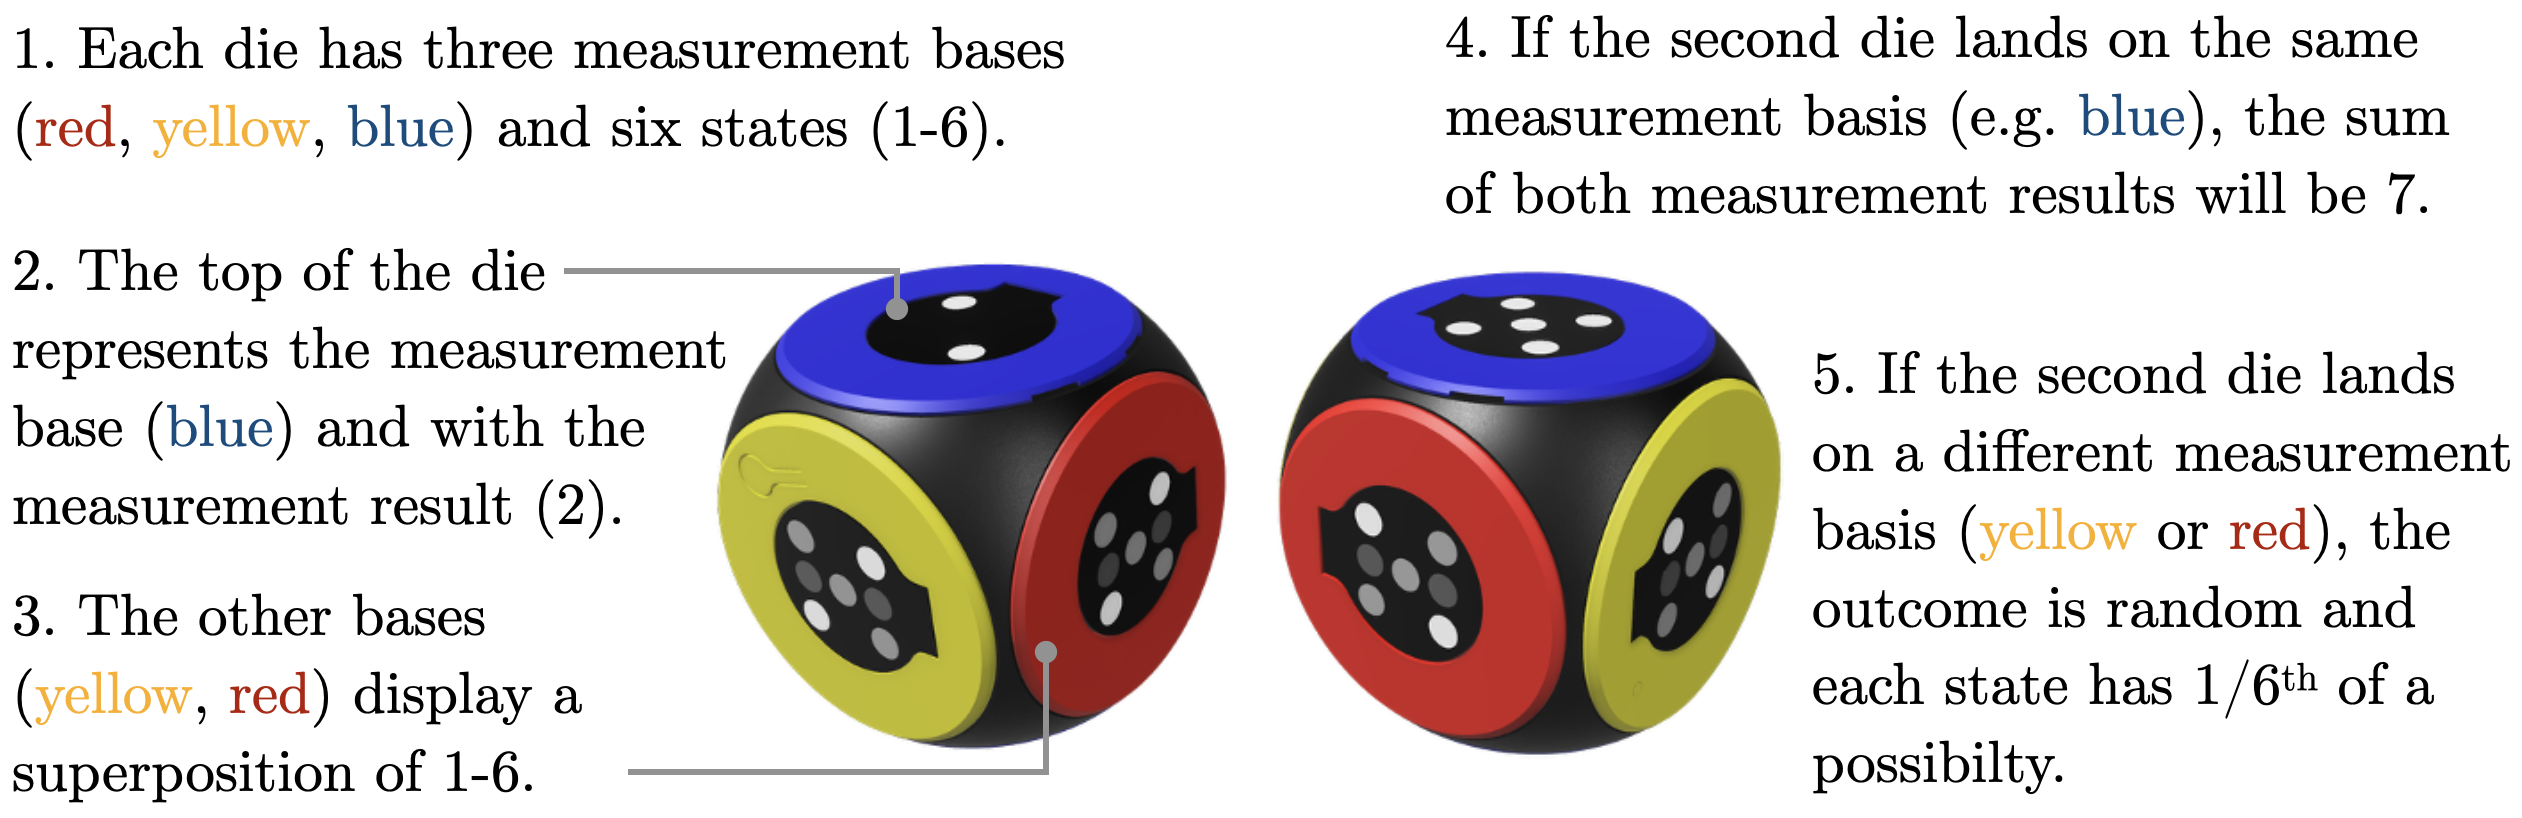 1. Each die has three measurement bases
(red, yellow, blue) and six states (1-6).
2. The top of the die
represents the measurement
base (blue) and with the
measurement result (2).
3. The other bases
(yellow, red) display a
superposition of 1-6.
4. If the second die lands on the same
measurement basis (e.g. blue), the sum
of both measurement results will be 7.
5. If the second die lands
on a different measurement
basis (yellow or red), the
outcome is random and
each state has 1/6th of a
possibilty.